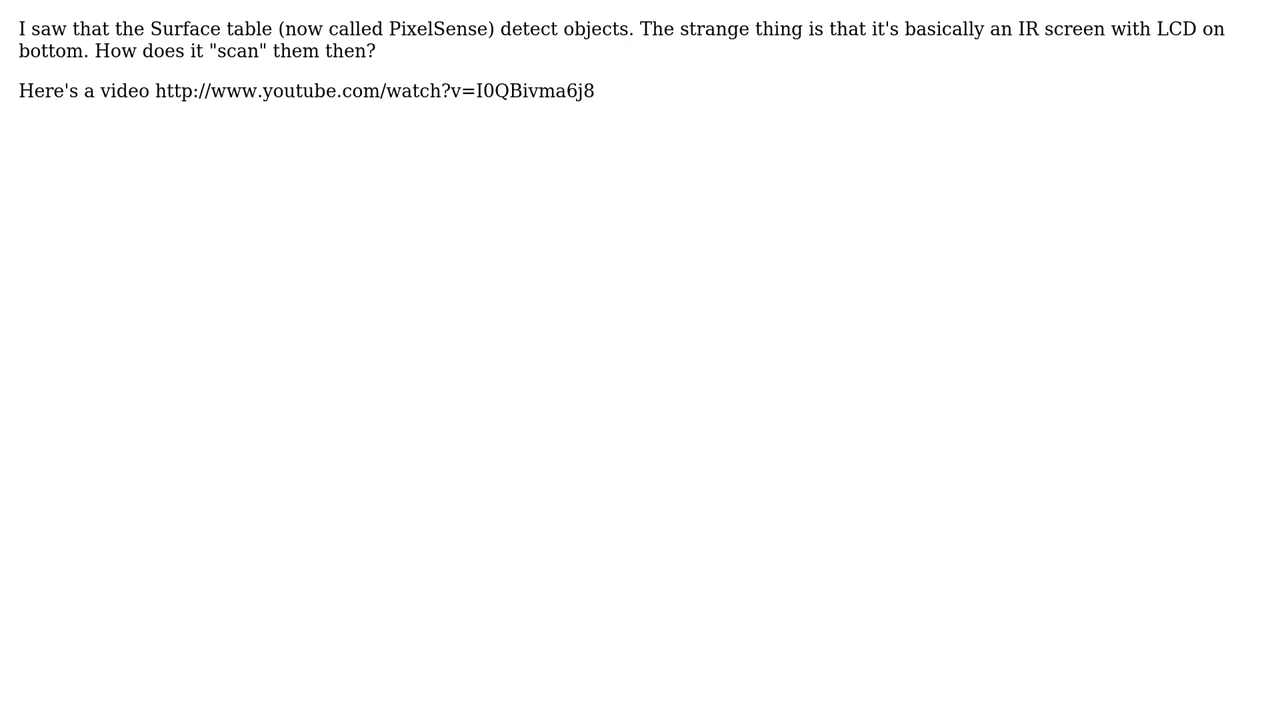 I saw that the Surface table (now called PixelSense) detect objects. The strange thing is that it's basically an IR screen with LCD on
bottom. How does it "scan" them then?
Here's a video http://www.youtube.com/watch?v=I0QBivma6j8